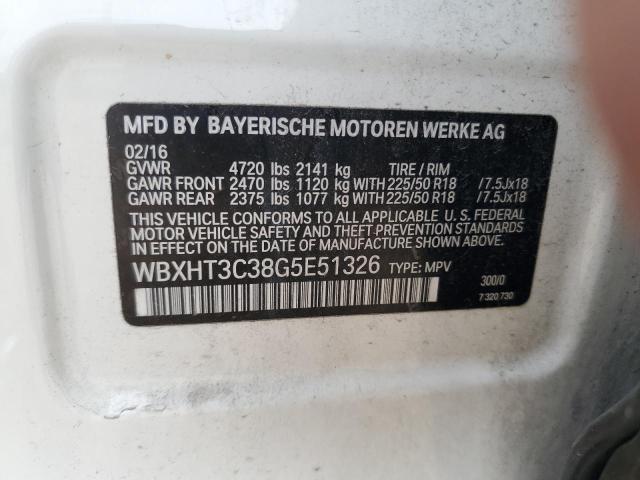 MFD BY BAYERISCHE MOTOREN WERKE AG
02/16
GVWR 4720 lbs 2141 kg TIRE / RIM
GAWR FRONT 2470 lbs 1120 kg WITH 225/50 R18 /7.5Jx18
GAWR REAR 2375 lbs 1077 kg WITH 225/50 R18 /7.5Jx18
THIS VEHICLE CONFORMS TO ALL APPLICABLE U. S. FEDERAL
MOTOR VEHICLE SAFETY, BUMPER, AND THEFT PREVENTION STANDARDS
IN EFFECT ON THE DATE OF MANUFACTURE SHOWN ABOVE.
WBXHT3C38G5E51326 TYPE: MPV 300/0
7 320 730